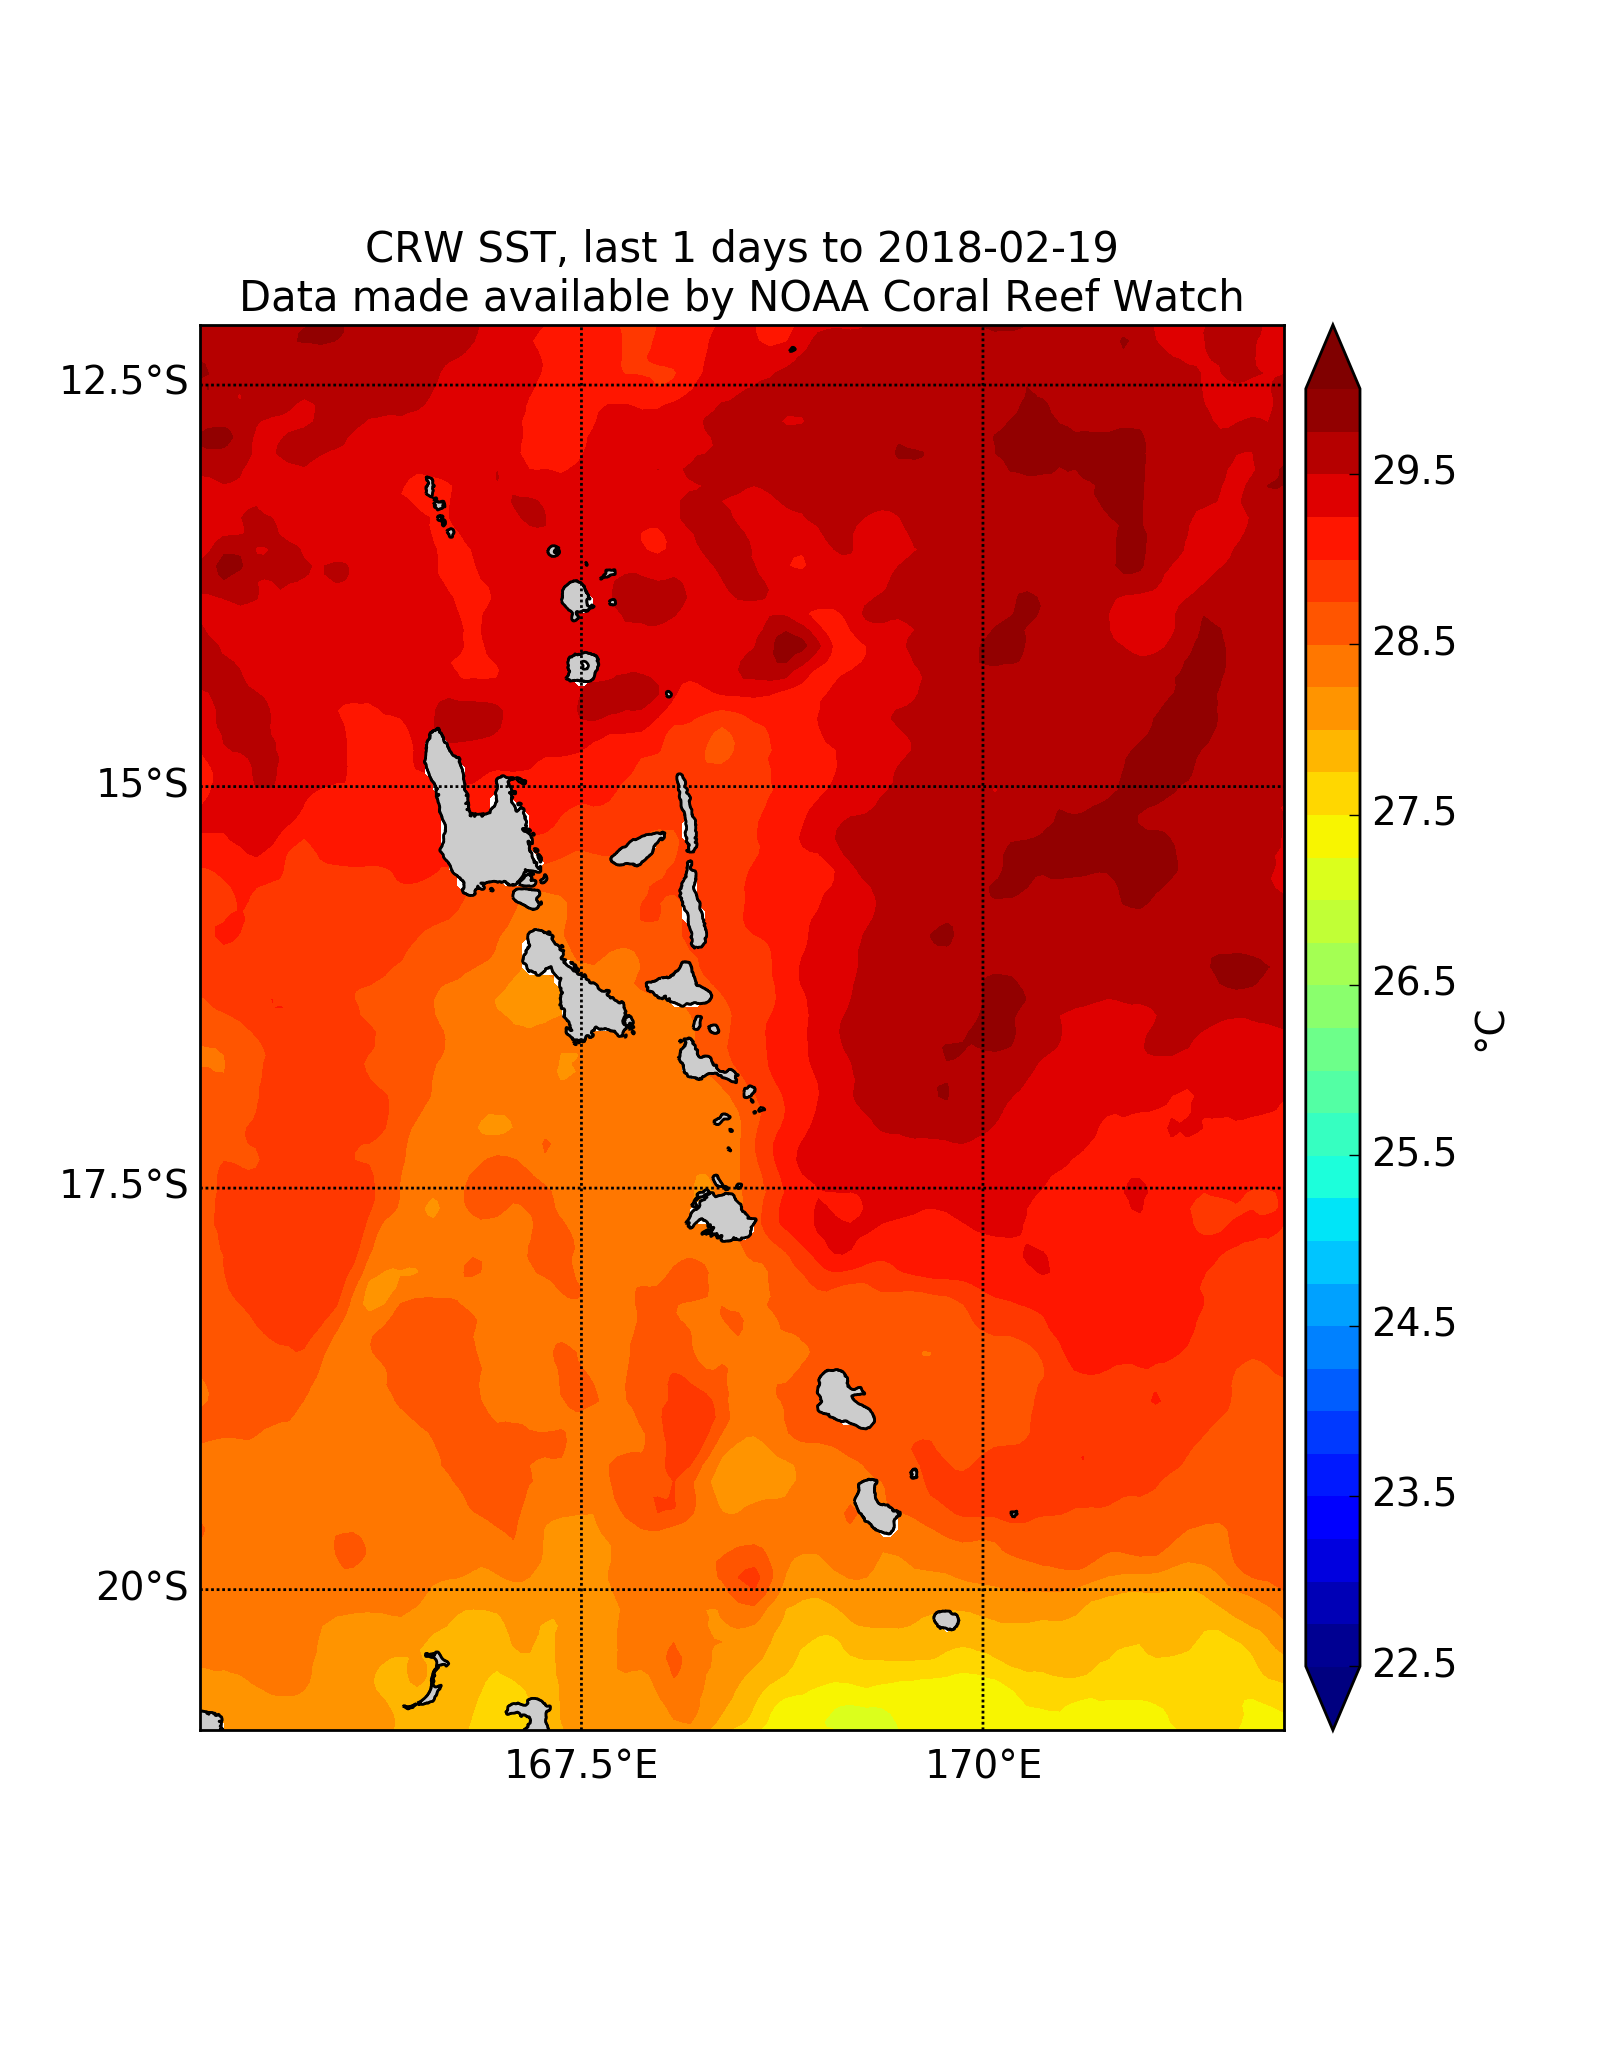 CRW SST, last 1 days to 2018-02-19
Data made available by NOAA Coral Reef Watch
12.5°S
15°S
17.5°S
20°S
167.5°E
170°E
29.5
28.5
27.5
26.5
25.5
24.5
23.5
22.5
°C